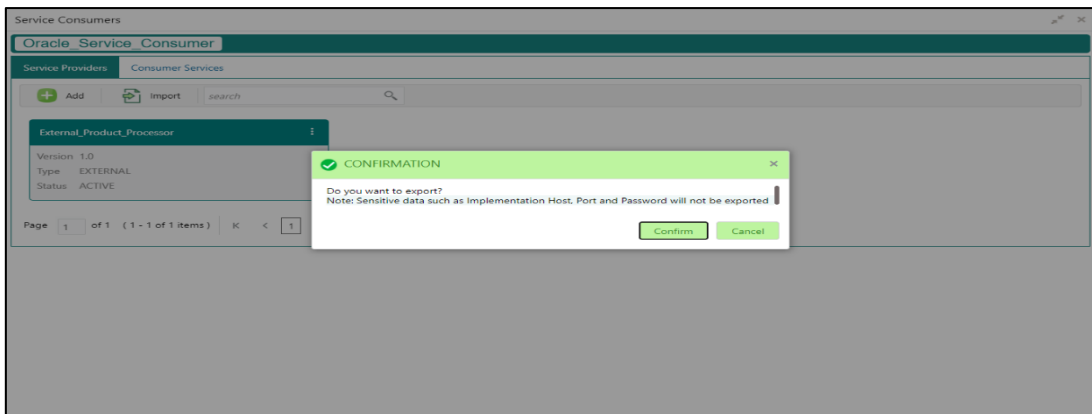 Service Consumers
Oracle_Service_Consumer
Service Providers Consumer Services
Add Import search
External_Product_Processor
Version 1.0
Type EXTERNAL
Status ACTIVE
CONFIRMATION
Do you want to export?
Note: Sensitive data such as Implementation Host, Port and Password will not be exported
Confirm Cancel
Page 1 of 1 (1 - 1 of 1 items) K < 1